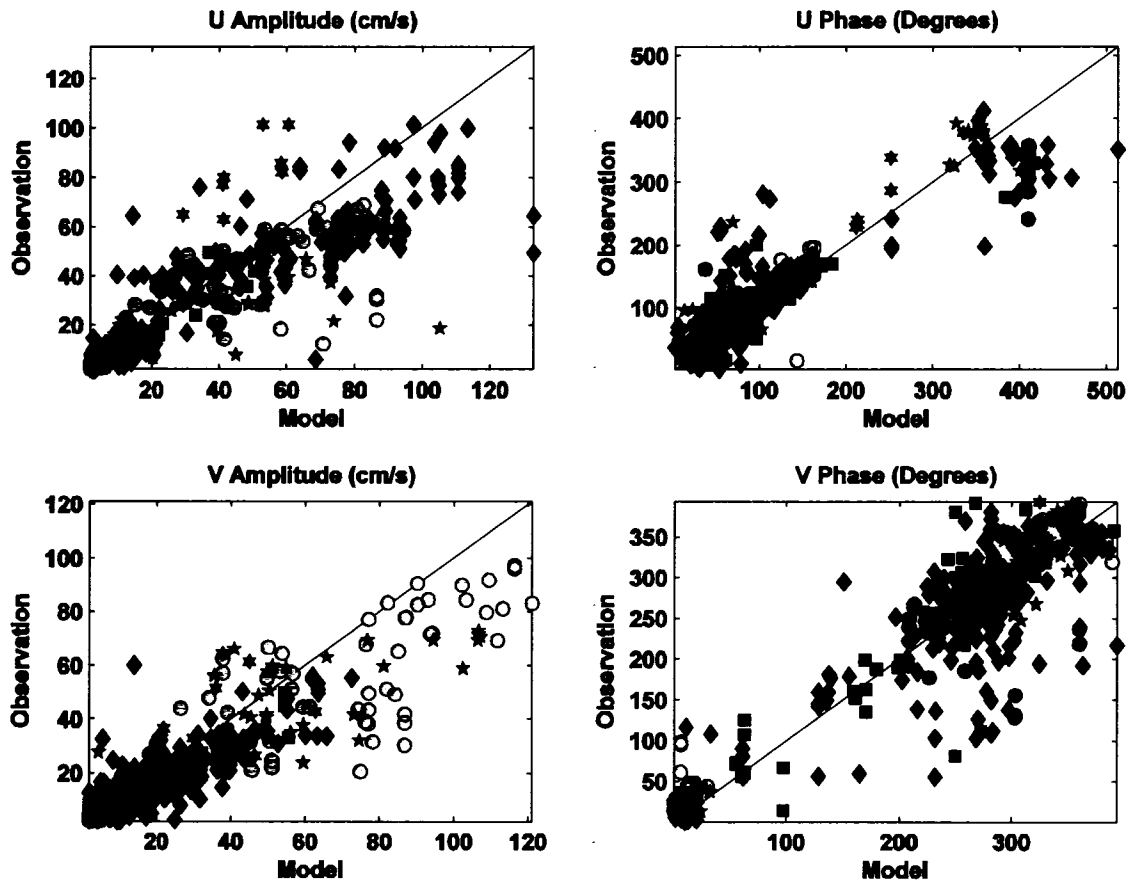 U Amplitude (cm/s)
120
100
80
60
40
20
Observation
20 40 60 80 100 120
Model
U Phase (Degrees)
500
400
300
200
100
Observation
100 200 300 400 500
Model
V Amplitude (cm/s)
120
100
80
60
40
20
Observation
20 40 60 80 100 120
Model
V Phase (Degrees)
350
300
250
200
150
100
50
Observation
100 200 300
Model